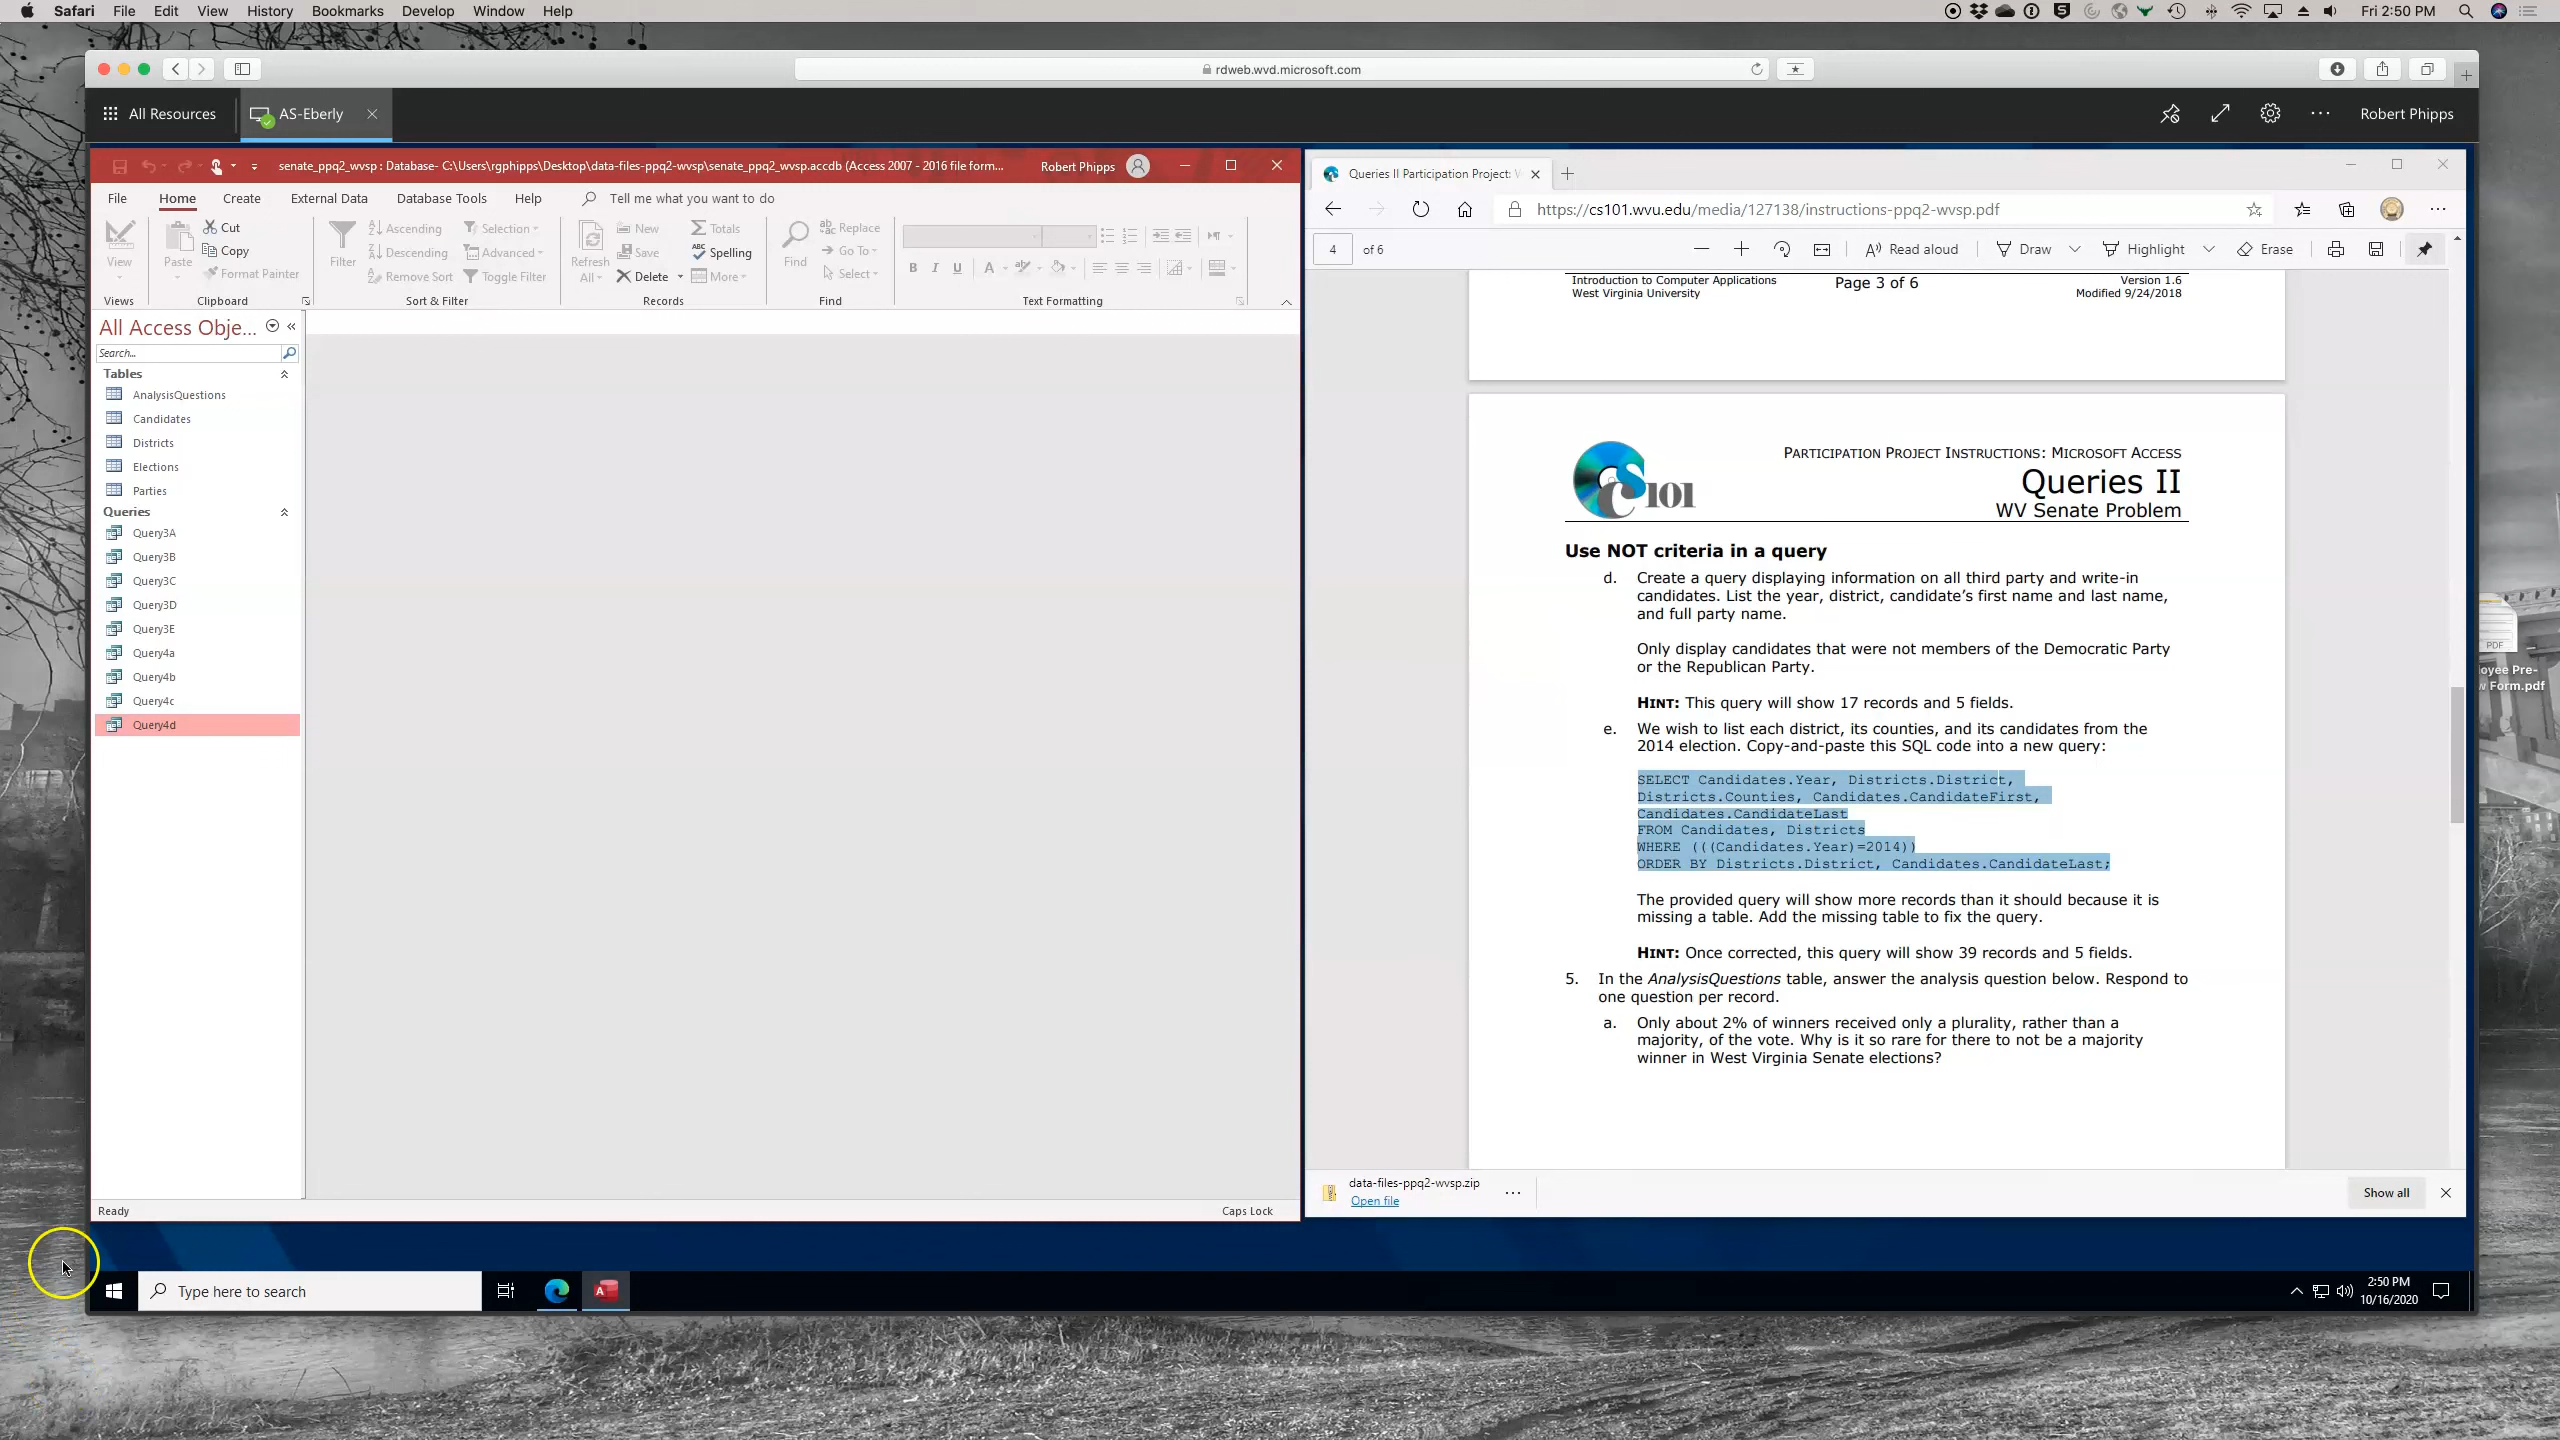 Safari File Edit View History Bookmarks Develop Window Help
Fri 2:50 PM
rdweb.wvd.microsoft.com
All Resources
AS-Eberly
Robert Phipps
senate_ppq2_wvsp : Database- C:\Users\rgphipps\Desktop\data-files-ppq2-wvsp\senate_ppq2_wvsp.accdb (Access 2007 - 2016 file form...
Robert Phipps
File Home Create External Data Database Tools Help Tell me what you want to do
View
Views
Paste
Cut
Copy
Format Painter
Clipboard
Filter
Ascending
Descending
Remove Sort
Selection
Advanced
Toggle Filter
Sort & Filter
Refresh
All
New
Save
Delete
Totals
Spelling
More
Records
Find
Replace
Go To
Select
Find
B I U A
Text Formatting
All Access Obje...
Search...
Tables
AnalysisQuestions
Candidates
Districts
Elections
Parties
Queries
Query3A
Query3B
Query3C
Query3D
Query3E
Query4a
Query4b
Query4c
Query4d
Ready
Caps Lock
Queries II Participation Project: W
https://cs101.wvu.edu/media/127138/instructions-ppq2-wvsp.pdf
4 of 6
Read aloud
Draw
Highlight
Erase
Introduction to Computer Applications
West Virginia University
Page 3 of 6
Version 1.6
Modified 9/24/2018
CS101
PARTICIPATION PROJECT INSTRUCTIONS: MICROSOFT ACCESS
Queries II
WV Senate Problem
Use NOT criteria in a query
d. Create a query displaying information on all third party and write-in
candidates. List the year, district, candidate's first name and last name,
and full party name.
Only display candidates that were not members of the Democratic Party
or the Republican Party.
HINT: This query will show 17 records and 5 fields.
e. We wish to list each district, its counties, and its candidates from the
2014 election. Copy-and-paste this SQL code into a new query:
SELECT Candidates.Year, Districts.District,
Districts.Counties, Candidates.CandidateFirst,
Candidates.CandidateLast
FROM Candidates, Districts
WHERE (((Candidates.Year)=2014))
ORDER BY Districts.District, Candidates.CandidateLast;
The provided query will show more records than it should because it is
missing a table. Add the missing table to fix the query.
HINT: Once corrected, this query will show 39 records and 5 fields.
5. In the AnalysisQuestions table, answer the analysis question below. Respond to
one question per record.
a. Only about 2% of winners received only a plurality, rather than a
majority, of the vote. Why is it so rare for there to not be a majority
winner in West Virginia Senate elections?
data-files-ppq2-wvsp.zip
Open file
Show all
PDF
oyee Pre-
w Form.pdf
Type here to search
2:50 PM
10/16/2020